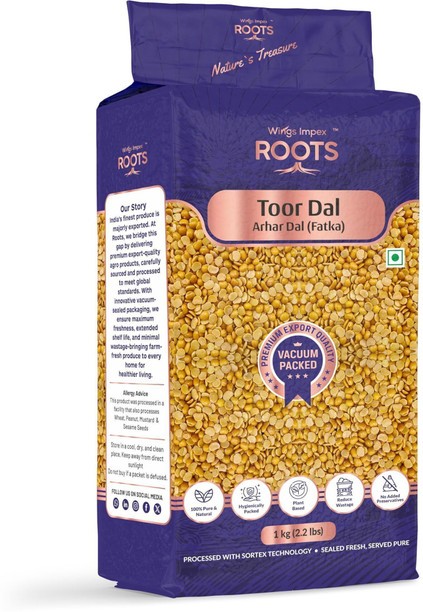 Wings Impex ™
ROOTS
Nature's Treasure
Wings Impex ™
ROOTS
Toor Dal
Arhar Dal (Fatka)
PREMIUM EXPORT QUALITY
VACUUM
PACKED
100% Pure &
Natural
Hygienically
Packed
Plant
Based
Reduce
Wastage
No Added
Preservatives
1 kg (2.2 lbs)
PROCESSED WITH SORTEX TECHNOLOGY • SEALED FRESH, SERVED PURE
Wings Impex ™
ROOTS
Our Story
India's finest produce is
majorly exported. At
Roots, we bridge this
gap by delivering
premium export-quality
agro products, carefully
sourced and processed
to meet global
standards. With
innovative vacuum-
sealed packaging, we
ensure maximum
freshness, extended
shelf life, and minimal
wastage-bringing farm-
fresh produce to every
home for
healthier living.
Allergy Advice
This product was processed in a
facility that also processes
Wheat, Peanut, Mustard &
Sesame Seeds
Store in a cool, dry, and clean
place. Keep away from direct
sunlight
Do not buy if a packet is defused.
FOLLOW US ON SOCIAL MEDIA